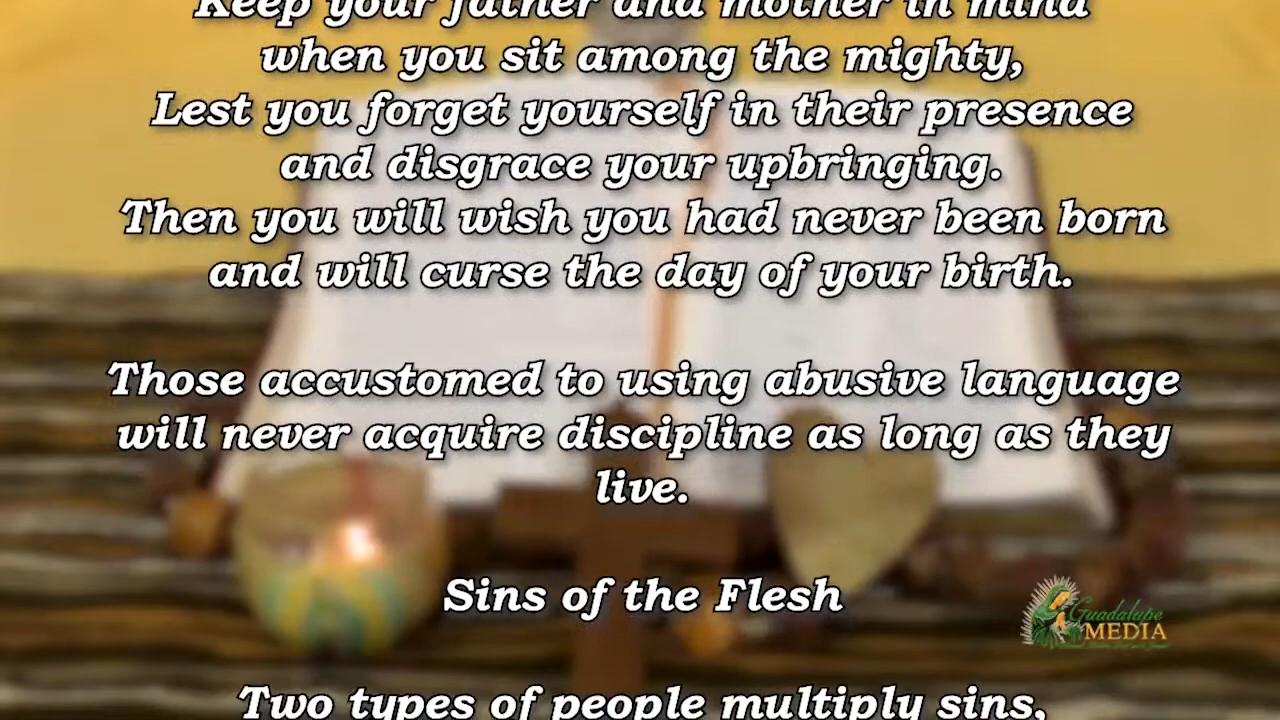 Keep your father and mother in mind
when you sit among the mighty,
Lest you forget yourself in their presence
and disgrace your upbringing.
Then you will wish you had never been born
and will curse the day of your birth.
Those accustomed to using abusive language
will never acquire discipline as long as they
live.
Sins of the Flesh
Guadalupe
MEDIA
Two types of people multiply sins,